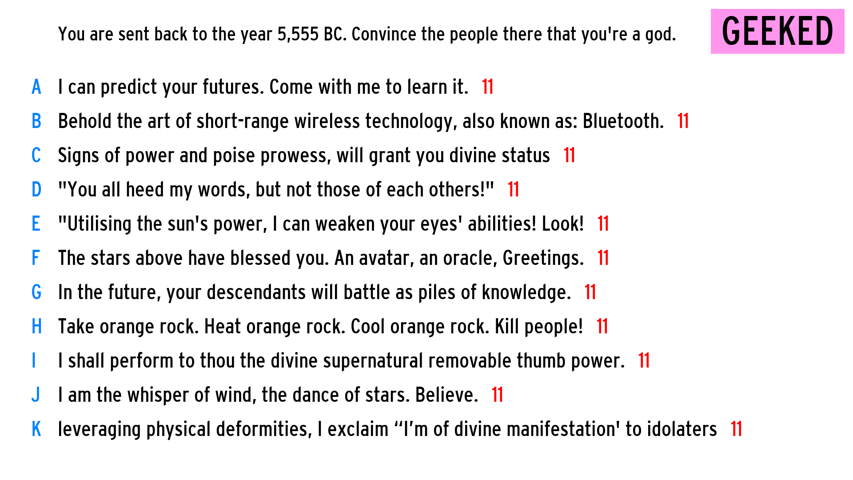 You are sent back to the year 5,555 BC. Convince the people there that you're a god.
GEEKED
A I can predict your futures. Come with me to learn it. 11
B Behold the art of short-range wireless technology, also known as: Bluetooth. 11
C Signs of power and poise prowess, will grant you divine status 11
D "You all heed my words, but not those of each others!" 11
E "Utilising the sun's power, I can weaken your eyes' abilities! Look! 11
F The stars above have blessed you. An avatar, an oracle, Greetings. 11
G In the future, your descendants will battle as piles of knowledge. 11
H Take orange rock. Heat orange rock. Cool orange rock. Kill people! 11
I I shall perform to thou the divine supernatural removable thumb power. 11
J I am the whisper of wind, the dance of stars. Believe. 11
K leveraging physical deformities, I exclaim “I’m of divine manifestation' to idolaters 11